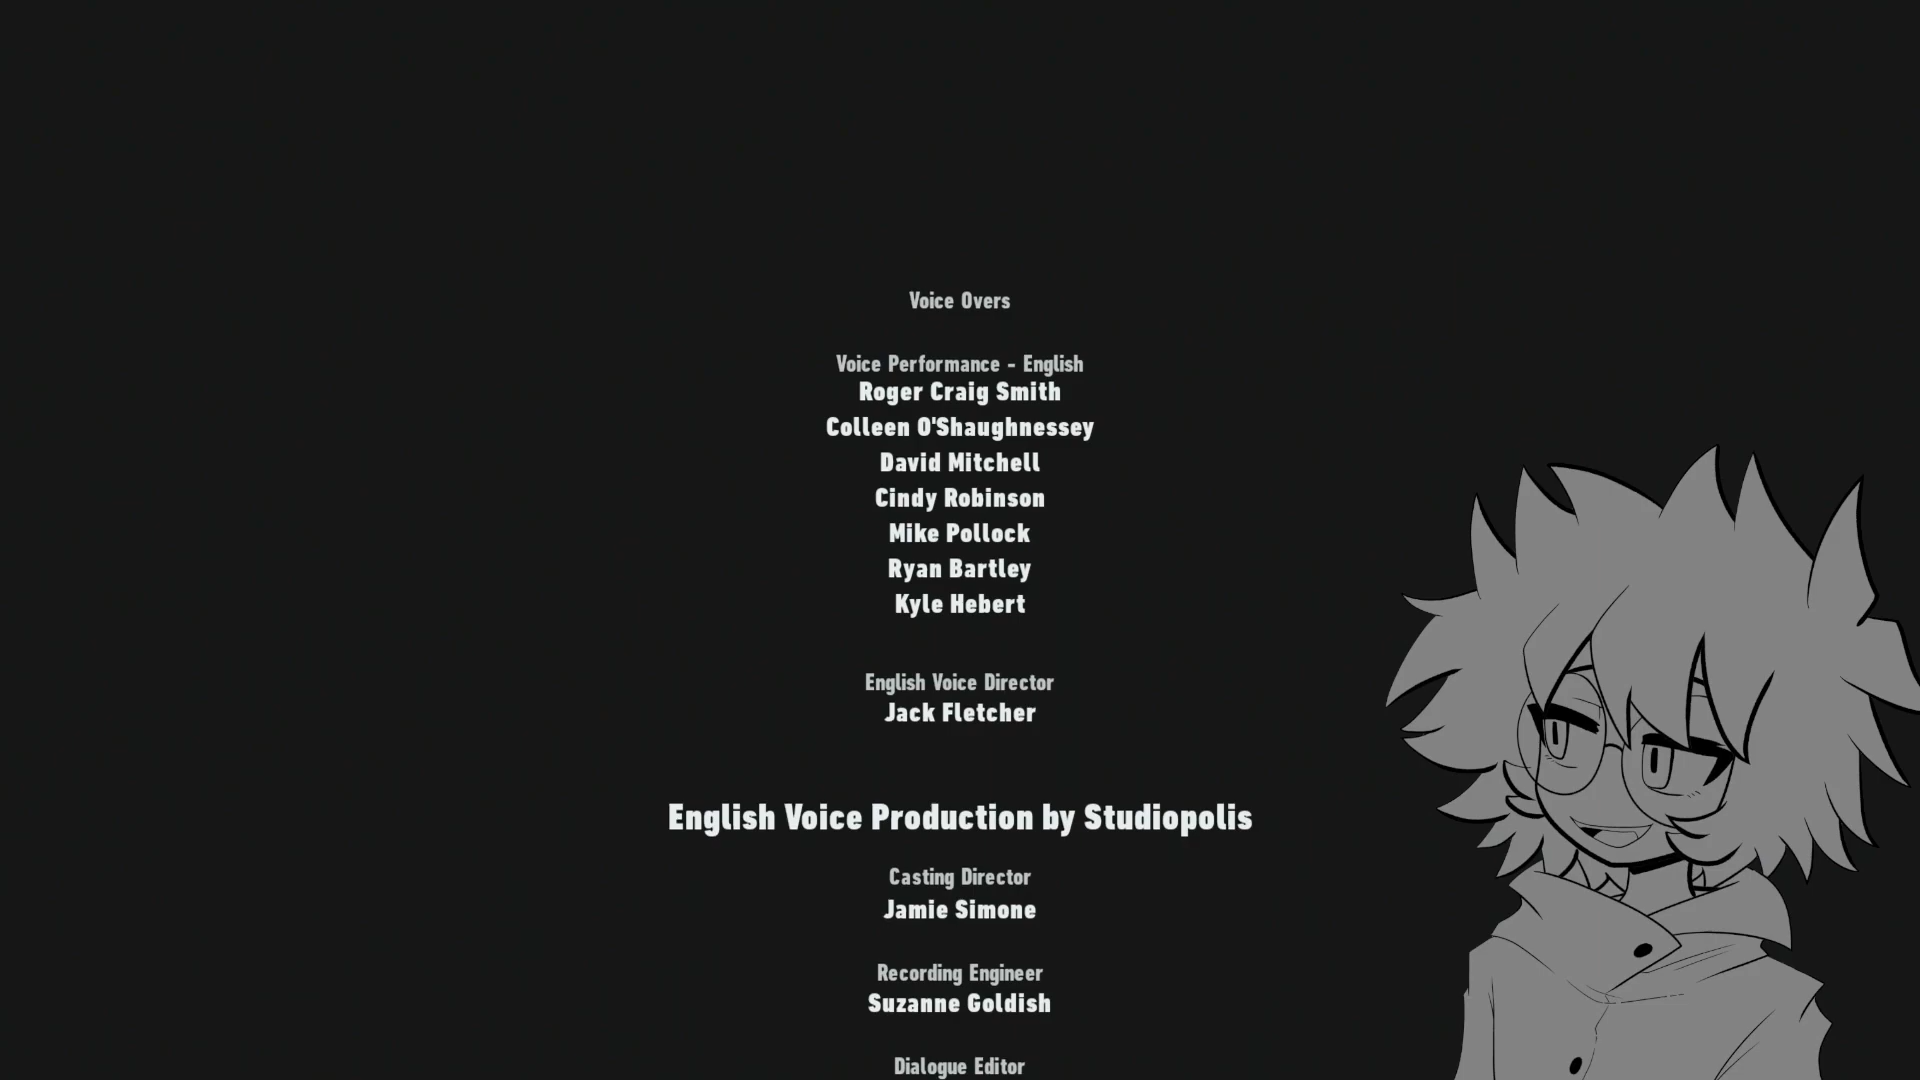 Voice Overs
Voice Performance - English
Roger Craig Smith
Colleen O'Shaughnessey
David Mitchell
Cindy Robinson
Mike Pollock
Ryan Bartley
Kyle Hebert
English Voice Director
Jack Fletcher
English Voice Production by Studiopolis
Casting Director
Jamie Simone
Recording Engineer
Suzanne Goldish
Dialogue Editor